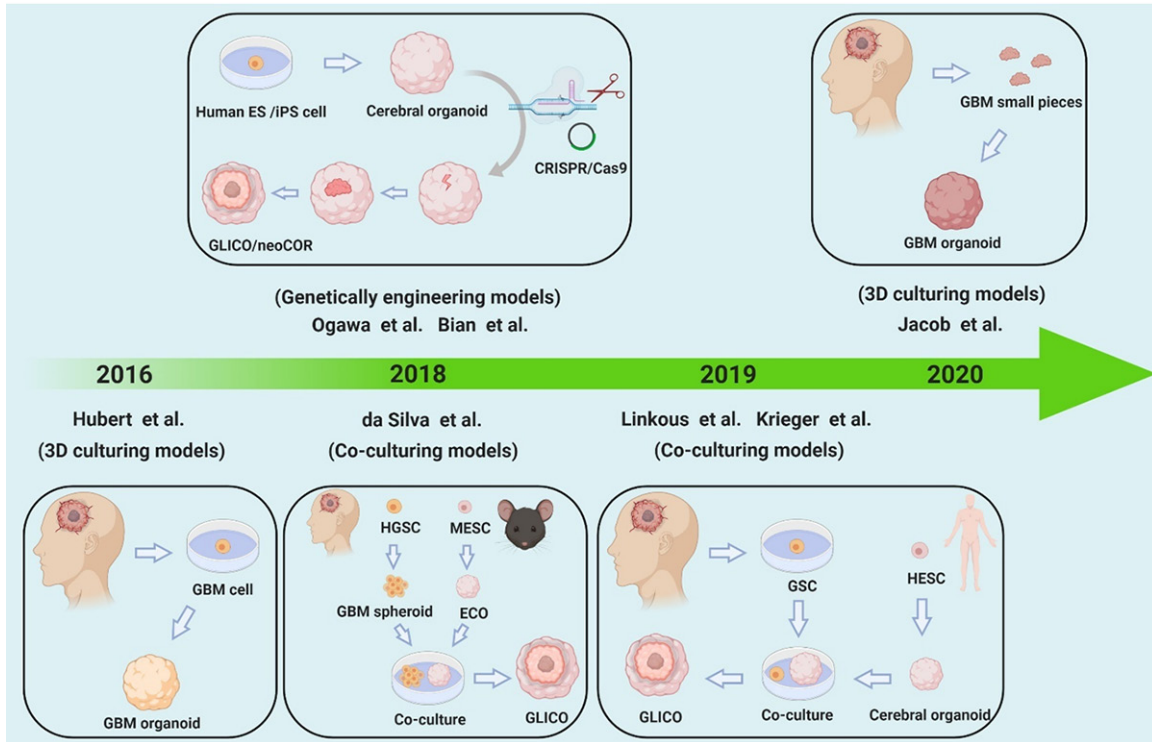 Human ES /iPS cell
Cerebral organoid
CRISPR/Cas9
GLICO/neoCOR
GBM small pieces
GBM organoid
(Genetically engineering models)
Ogawa et al. Bian et al.
(3D culturing models)
Jacob et al.
2016
2018
2019
2020
Hubert et al.
(3D culturing models)
da Silva et al.
(Co-culturing models)
Linkous et al. Krieger et al.
(Co-culturing models)
GBM cell
GBM organoid
HGSC
MESC
GBM spheroid
ECO
Co-culture
GLICO
GSC
HESC
GLICO
Co-culture
Cerebral organoid